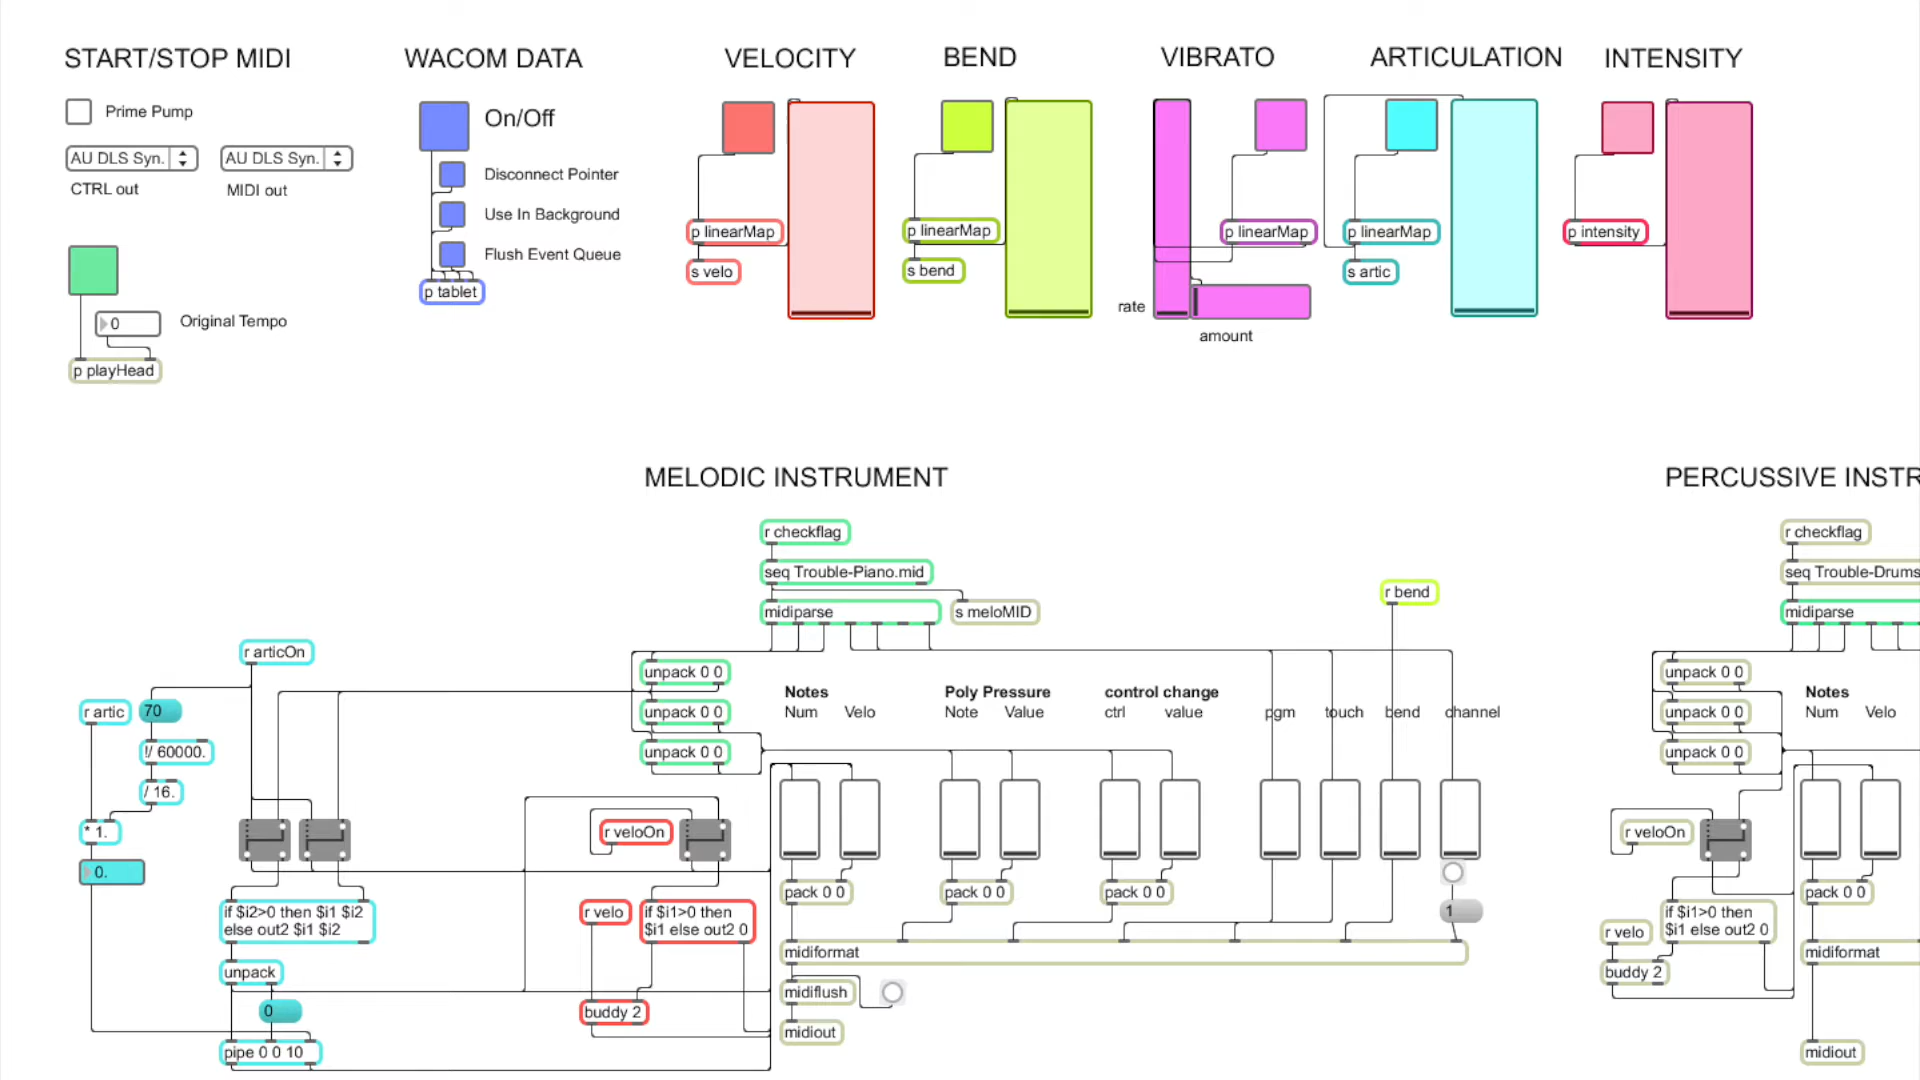 START/STOP MIDI
WACOM DATA
VELOCITY
BEND
VIBRATO
ARTICULATION
INTENSITY
Prime Pump
AU DLS Syn.
AU DLS Syn.
CTRL out
MIDI out
On/Off
Disconnect Pointer
Use In Background
Flush Event Queue
p tablet
0
Original Tempo
p playHead
p linearMap
s velo
p linearMap
s bend
p linearMap
rate
amount
p linearMap
s artic
p intensity
MELODIC INSTRUMENT
PERCUSSIVE INSTR
r checkflag
seq Trouble-Piano.mid
midiparse
s meloMID
r bend
r articOn
unpack 0 0
unpack 0 0
unpack 0 0
Notes
Num Velo
Poly Pressure
Note Value
control change
ctrl value
pgm
touch
bend
channel
r artic
70
!/ 60000.
/ 16.
* 1.
0.
if $i2>0 then $i1 $i2
else out2 $i1 $i2
unpack
0
pipe 0 0 10
r veloOn
r velo
if $i1>0 then
$i1 else out2 0
buddy 2
pack 0 0
pack 0 0
pack 0 0
1
midiformat
midiflush
midiout
r checkflag
seq Trouble-Drums
midiparse
unpack 0 0
unpack 0 0
unpack 0 0
Notes
Num Velo
r veloOn
pack 0 0
if $i1>0 then
$i1 else out2 0
r velo
buddy 2
midiformat
midiout